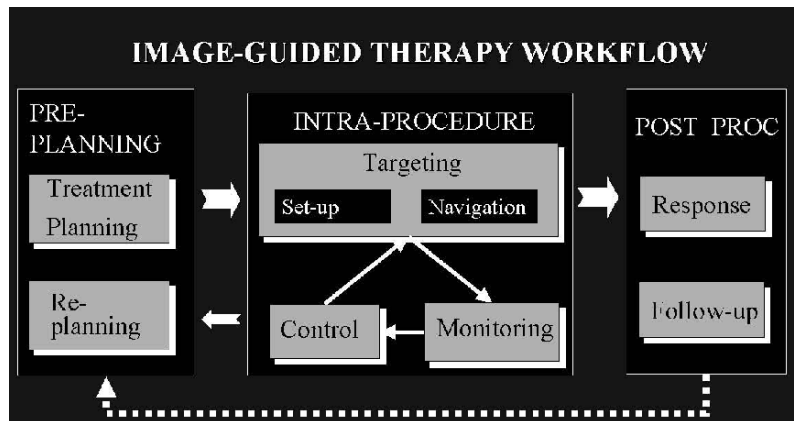 IMAGE-GUIDED THERAPY WORKFLOW
PRE-
PLANNING
Treatment
Planning
Re-
planning
INTRA-PROCEDURE
Targeting
Set-up
Navigation
Control
Monitoring
POST PROC
Response
Follow-up